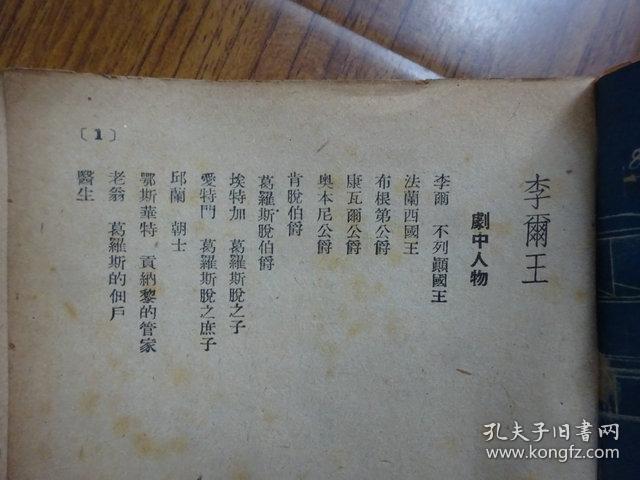 李爾王
劇中人物
李爾 不列顛國王
法蘭西國王
布根第公爵
康瓦爾公爵
奧本尼公爵
肯脫伯爵
葛羅斯脫伯爵
埃特加 葛羅斯脫之子
愛特門 葛羅斯脫之庶子
邱蘭 朝士
鄂斯華特 貢納黎的管家
老翁 葛羅斯的佃戶
醫生
〔1〕
孔夫子旧书网
www.kongfz.com